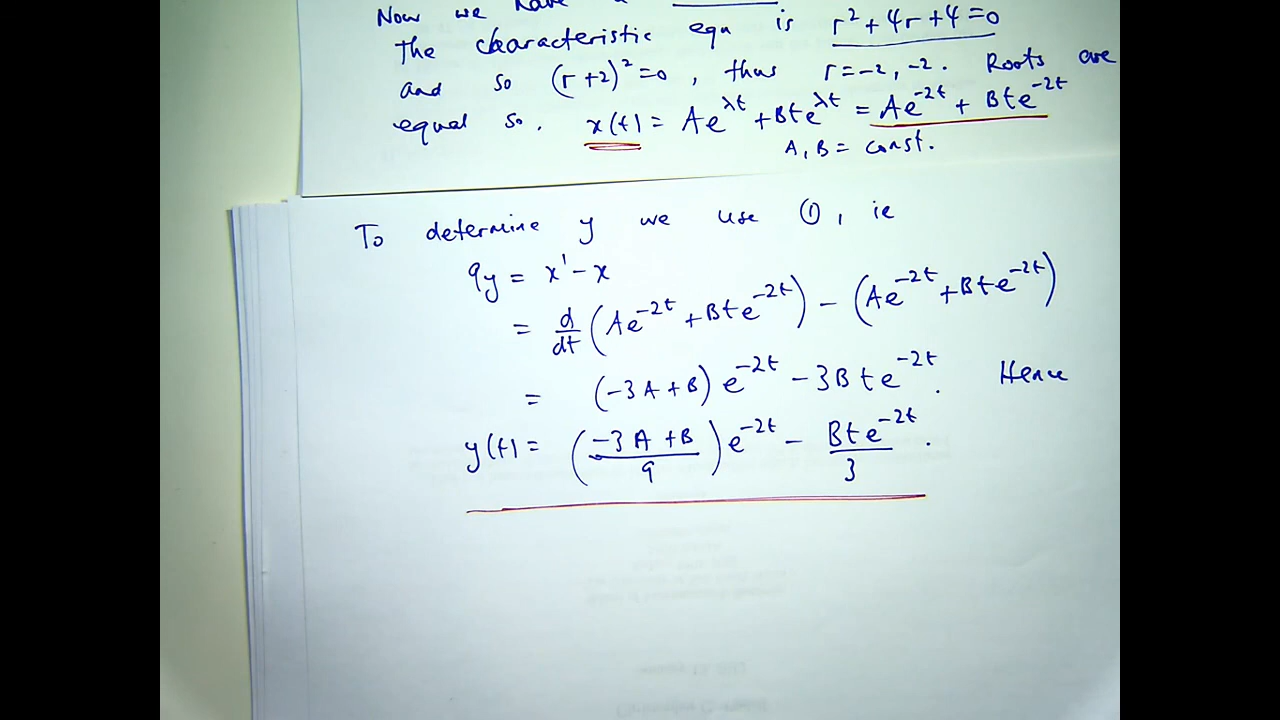 Now we have a
The characteristic equ is r² + 4r + 4 = 0
and so (r + 2)² = 0 , thus r = -2, -2. Roots are
equal so. x(t) = Ae^{λt} + Bte^{λt} = Ae^{-2t} + Bte^{-2t}
A, B = const.
To determine y we use ①, ie
9y = x' - x
= d/dt (Ae^{-2t} + Bte^{-2t}) - (Ae^{-2t} + Bte^{-2t})
= (-3A + B) e^{-2t} - 3Bte^{-2t}. Hence
y(t) = ((-3A + B)/9) e^{-2t} - Bte^{-2t}/3 .